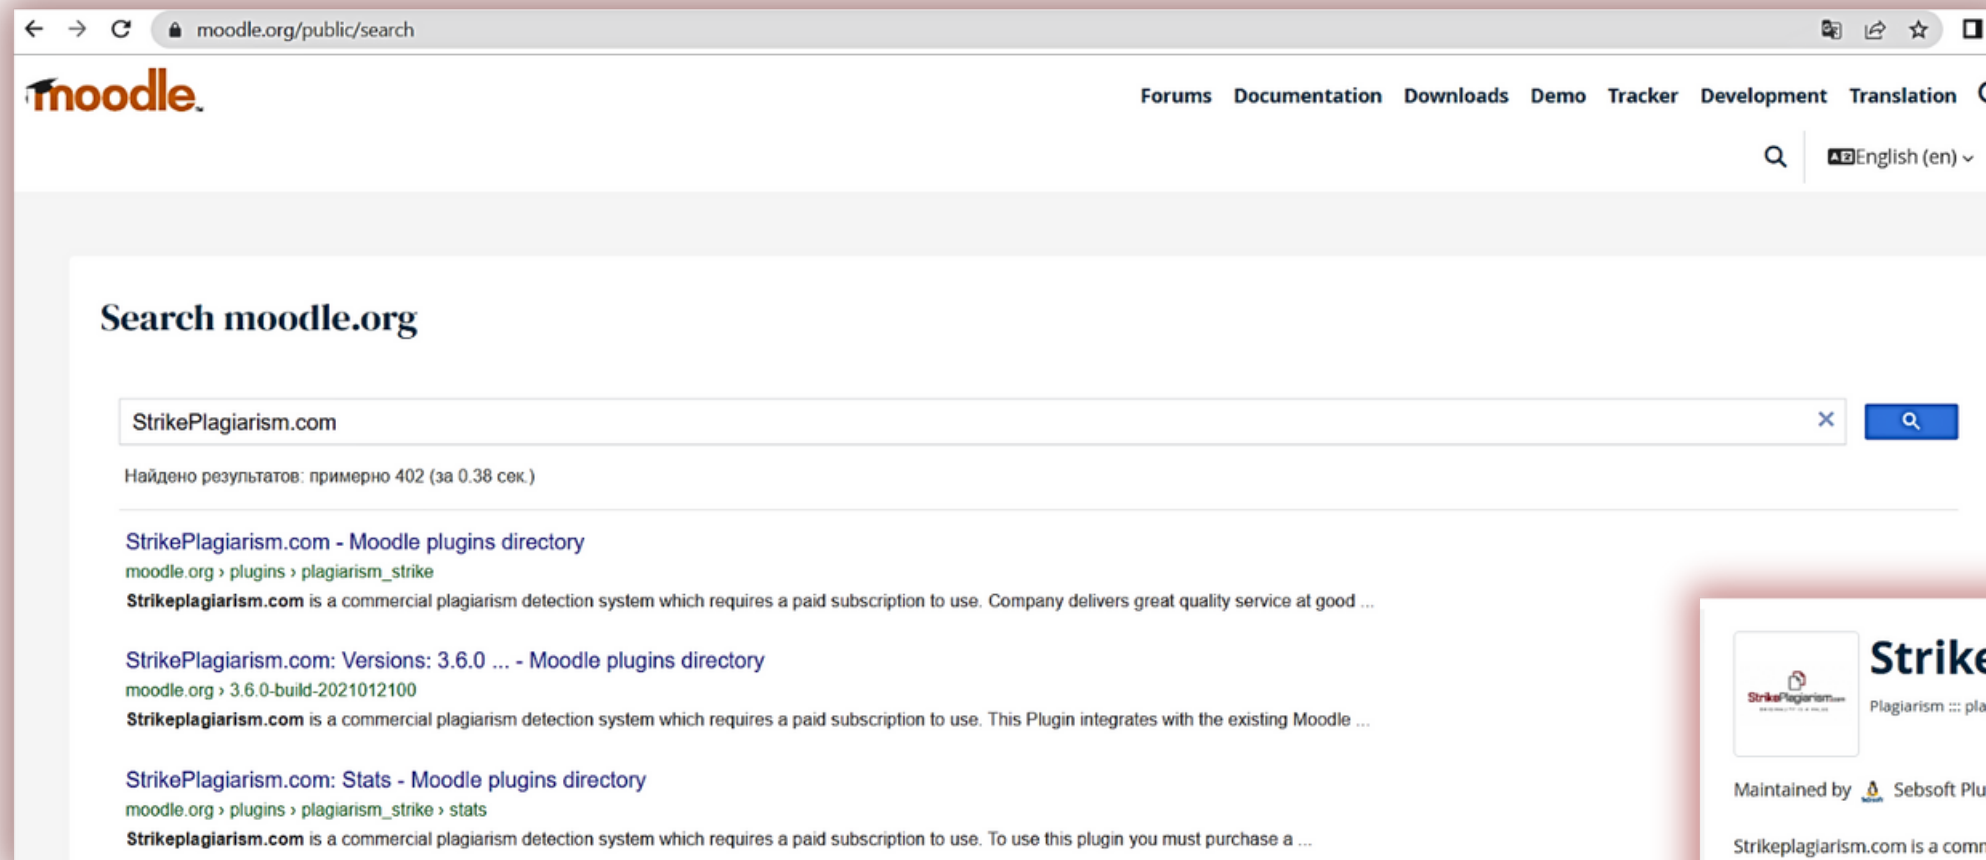 moodle.org/public/search
moodle
Forums Documentation Downloads Demo Tracker Development Translation
English (en)
Search moodle.org
StrikePlagiarism.com
Найдено результатов: примерно 402 (за 0.38 сек.)
StrikePlagiarism.com - Moodle plugins directory
moodle.org › plugins › plagiarism_strike
Strikeplagiarism.com is a commercial plagiarism detection system which requires a paid subscription to use. Company delivers great quality service at good ...
StrikePlagiarism.com: Versions: 3.6.0 ... - Moodle plugins directory
moodle.org › 3.6.0-build-2021012100
Strikeplagiarism.com is a commercial plagiarism detection system which requires a paid subscription to use. This Plugin integrates with the existing Moodle ...
StrikePlagiarism.com: Stats - Moodle plugins directory
moodle.org › plugins › plagiarism_strike › stats
Strikeplagiarism.com is a commercial plagiarism detection system which requires a paid subscription to use. To use this plugin you must purchase a ...
Strike
StrikePlagiarism.com
Plagiarism ::: pla
Maintained by Sebsoft Plu
Strikeplagiarism.com is a comm